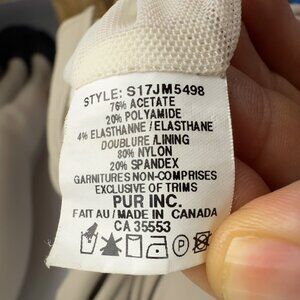 STYLE: S17JM5498
76% ACETATE
20% POLYAMIDE
4% ELASTHANNE/ELASTHANE
DOUBLURE/LINING
80% NYLON
20% SPANDEX
GARNITURES NON-COMPRISES
EXCLUSIVE OF TRIMS
PUR INC.
FAIT AU/MADE IN CANADA
CA 35553
P